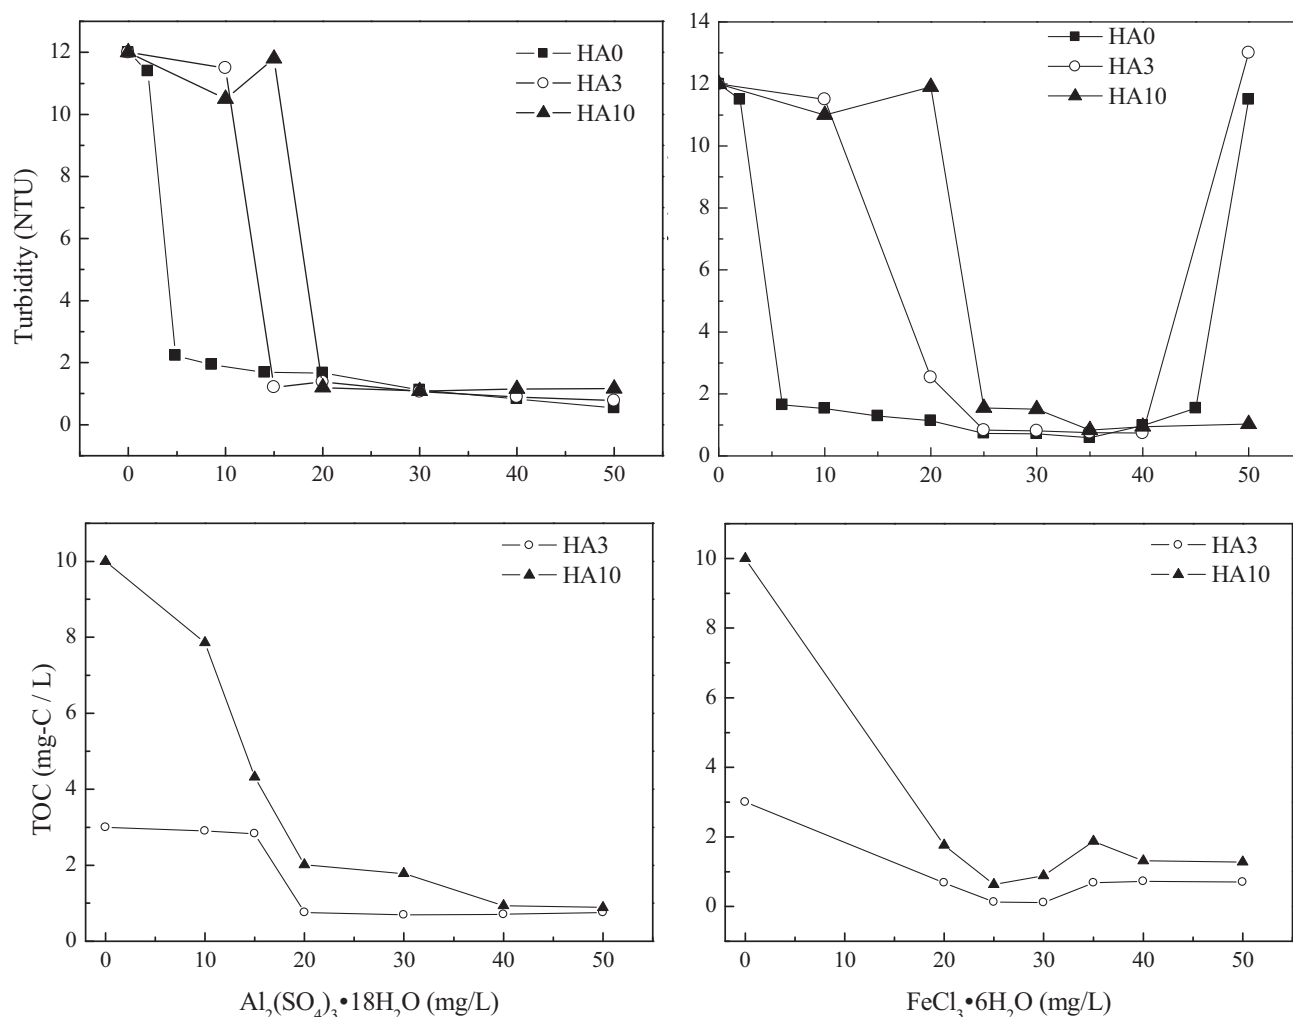 HA0
HA3
HA10
12
10
8
6
4
2
0
Turbidity (NTU)
0 10 20 30 40 50
HA0
HA3
HA10
14
12
10
8
6
4
2
0
0 10 20 30 40 50
HA3
HA10
10
8
6
4
2
0
TOC (mg-C / L)
0 10 20 30 40 50
Al2(SO4)3•18H2O (mg/L)
HA3
HA10
10
8
6
4
2
0
0 10 20 30 40 50
FeCl3•6H2O (mg/L)